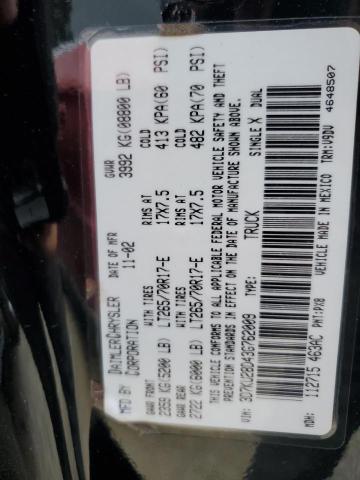 MFD BY DAIMLERCHRYSLER CORPORATION
DATE OF MFR 11-02
GVWR 3992 KG(08800 LB)
GAWR FRONT WITH TIRES RIMS AT COLD
2359 KG(5200 LB) LT265/70R17-E 17X7.5 413 KPA(60 PSI)
GAWR REAR WITH TIRES RIMS AT COLD
2722 KG(6000 LB) LT265/70R17-E 17X7.5 482 KPA(70 PSI)
THIS VEHICLE CONFORMS TO ALL APPLICABLE FEDERAL MOTOR VEHICLE SAFETY AND THEFT
PREVENTION STANDARDS IN EFFECT ON THE DATE OF MANUFACTURE SHOWN ABOVE.
VIN: TYPE: TRUCK SINGLE X DUAL
MDH: 112715 463AC PNT: PX8 VEHICLE MADE IN MEXICO TRM: V9DV 4648507